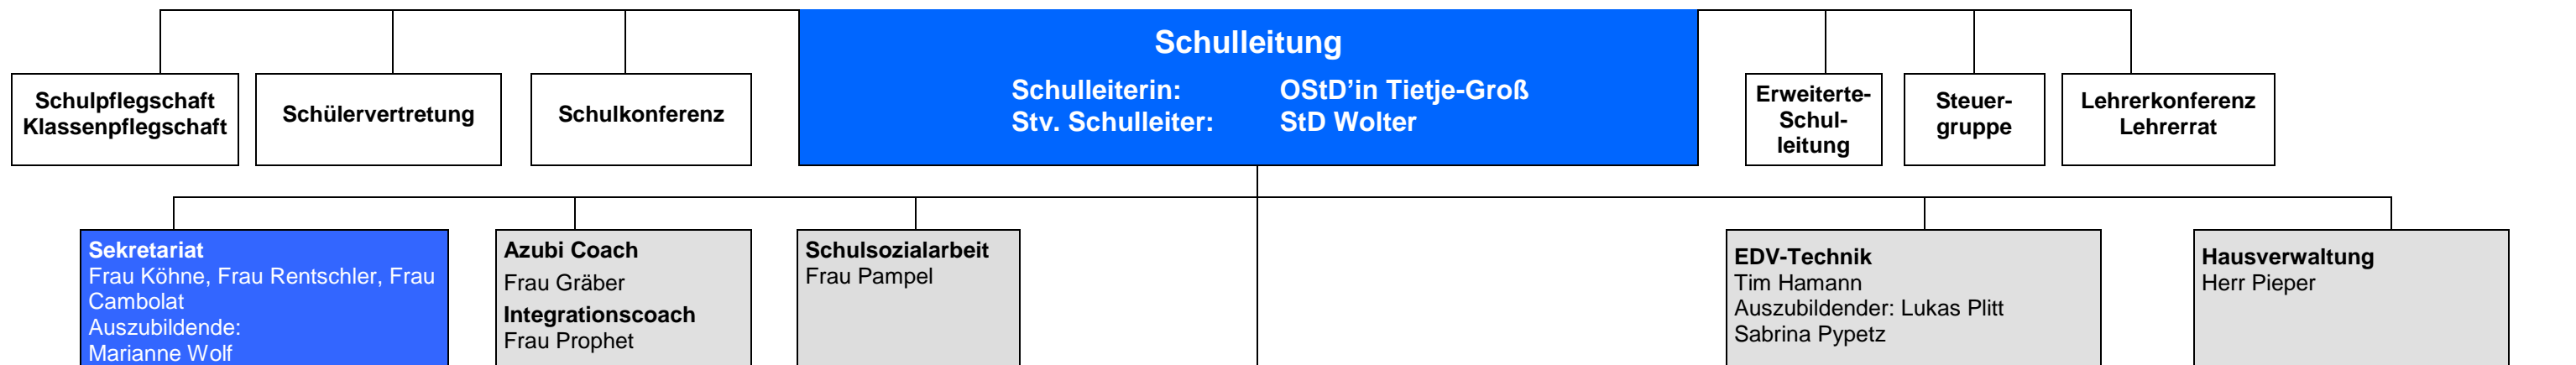 Schulleitung
Schulleiterin: OStD’in Tietje-Groß
Stv. Schulleiter: StD Wolter
Schulpflegschaft
Klassenpflegschaft
Schülervertretung
Schulkonferenz
Erweiterte-
Schul-
leitung
Steuer-
gruppe
Lehrerkonferenz
Lehrerrat
Sekretariat
Frau Köhne, Frau Rentschler, Frau
Cambolat
Auszubildende:
Marianne Wolf
Azubi Coach
Frau Gräber
Integrationscoach
Frau Prophet
Schulsozialarbeit
Frau Pampel
EDV-Technik
Tim Hamann
Auszubildender: Lukas Plitt
Sabrina Pypetz
Hausverwaltung
Herr Pieper